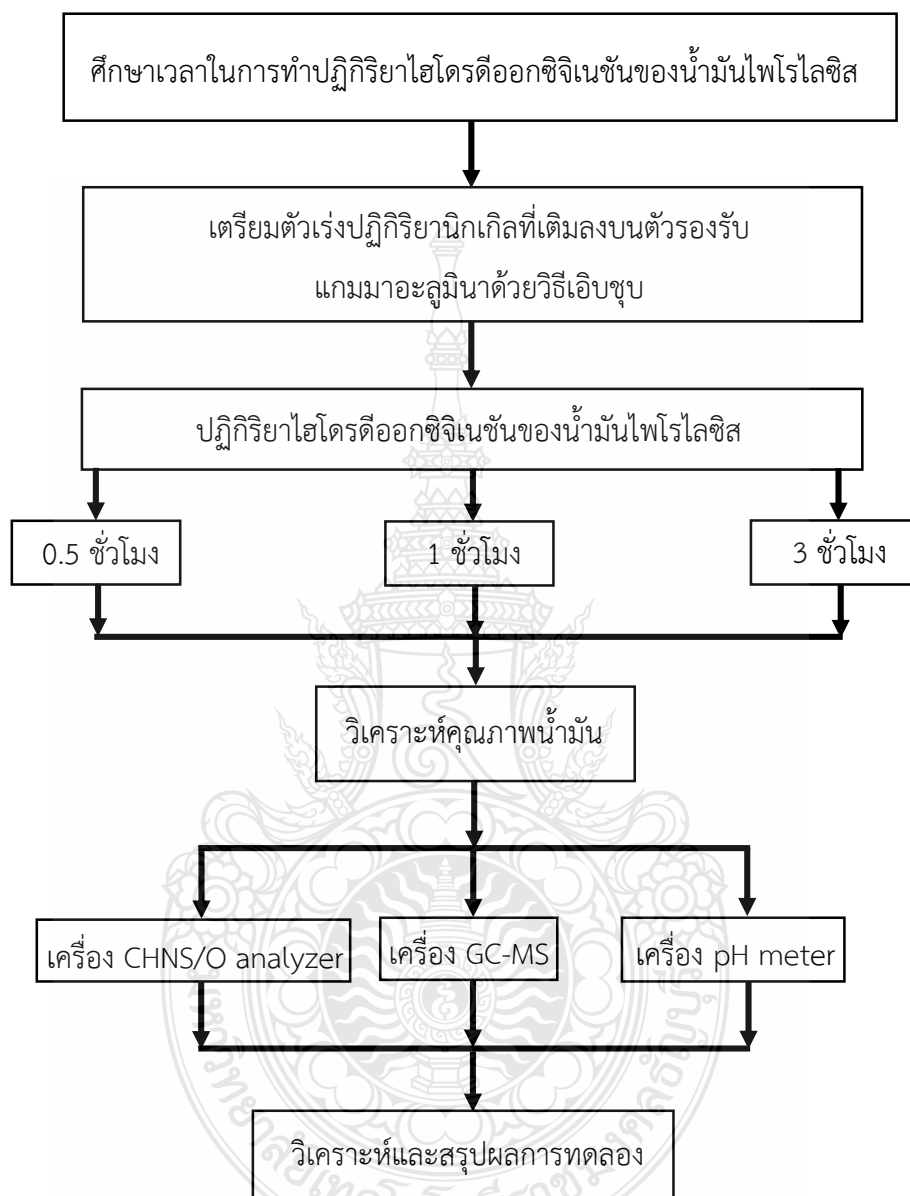 ศึกษาเวลาในการทำปฏิกิริยาไฮโดรดีออกซิจิเนชันของน้ำมันไพโรไลซิส
เตรียมตัวเร่งปฏิกิริยานิกเกิลที่เติมลงบนตัวรองรับ
แกมมาอะลูมินาด้วยวิธีเอิบชุบ
ปฏิกิริยาไฮโดรดีออกซิจิเนชันของน้ำมันไพโรไลซิส
0.5 ชั่วโมง
1 ชั่วโมง
3 ชั่วโมง
วิเคราะห์คุณภาพน้ำมัน
เครื่อง CHNS/O analyzer
เครื่อง GC-MS
เครื่อง pH meter
วิเคราะห์และสรุปผลการทดลอง